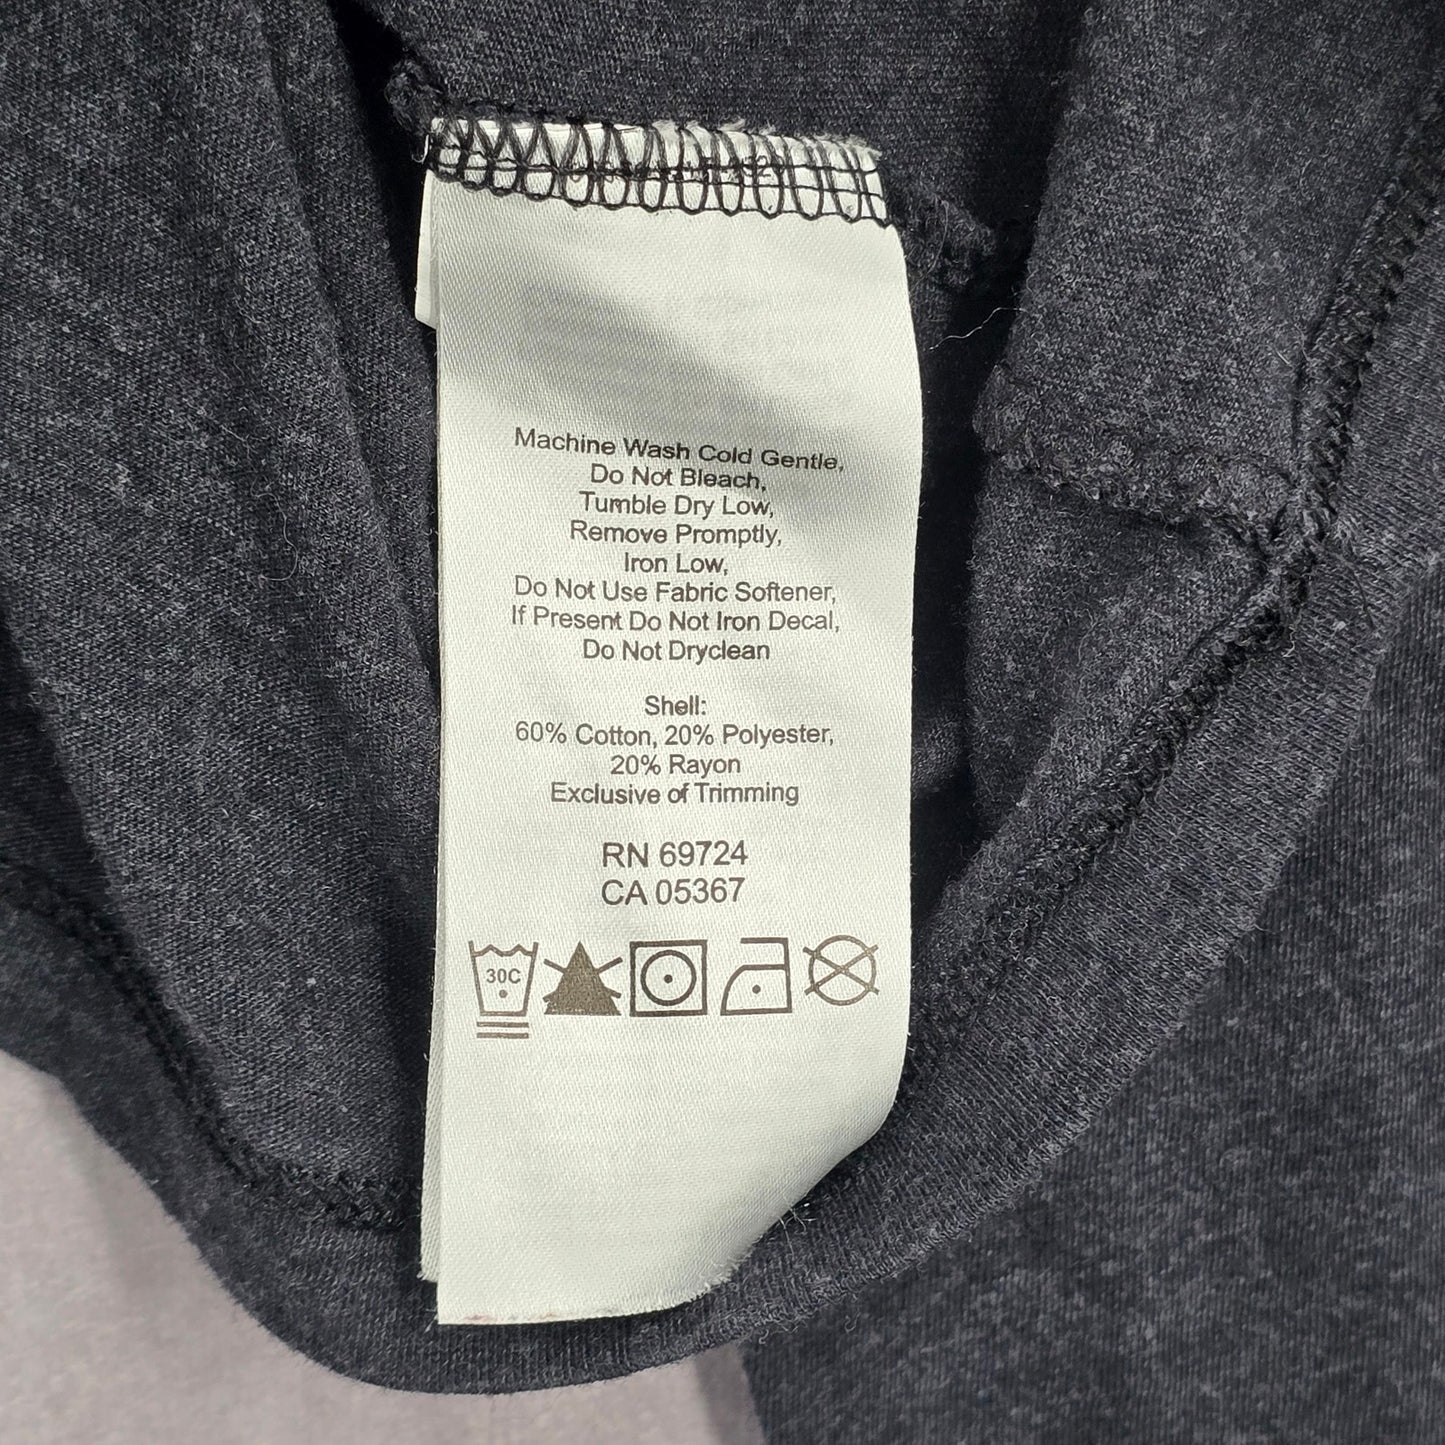 Machine Wash Cold Gentle,
Do Not Bleach,
Tumble Dry Low,
Remove Promptly,
Iron Low,
Do Not Use Fabric Softener,
If Present Do Not Iron Decal,
Do Not Dryclean
Shell:
60% Cotton, 20% Polyester,
20% Rayon
Exclusive of Trimming
RN 69724
CA 05367
30C